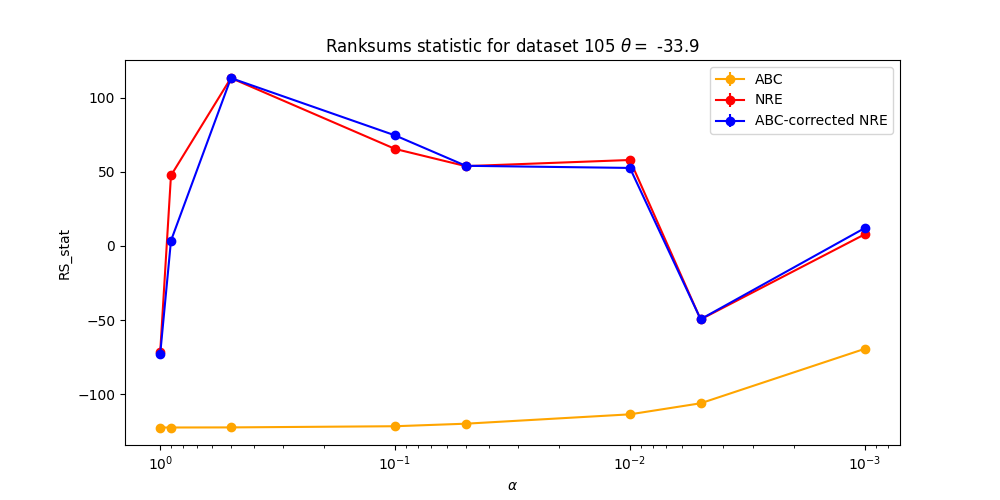 Ranksums statistic for dataset 105 θ = -33.9
ABC
NRE
ABC-corrected NRE
100
50
0
−50
−100
RS_stat
10⁰
10⁻¹
10⁻²
10⁻³
α